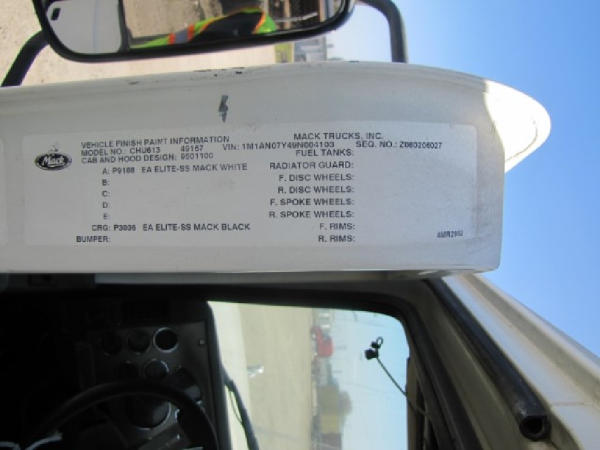 Mack
VEHICLE FINISH PAINT INFORMATION MACK TRUCKS, INC.
MODEL NO. CHU613 49157 VIN: 1M1AN07Y49N004103 SEQ. NO.: Z080206027
CAB AND HOOD DESIGN: 9501100 FUEL TANKS:
A: P9188 EA ELITE-SS MACK WHITE RADIATOR GUARD:
B: F. DISC WHEELS:
C: R. DISC WHEELS:
D: F. SPOKE WHEELS:
E: R. SPOKE WHEELS:
CRG: P3036 EA ELITE-SS MACK BLACK F. RIMS:
BUMPER: R. RIMS: